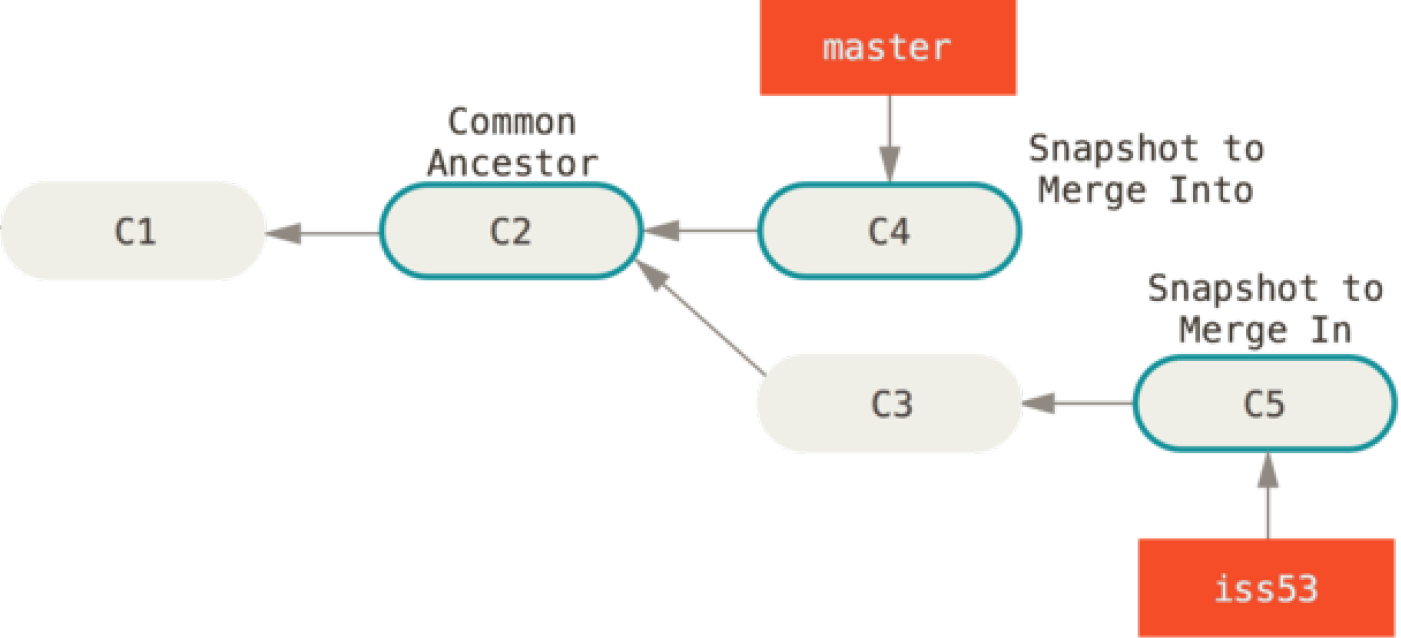 master
Common
Ancestor
Snapshot to
Merge Into
C1
C2
C4
Snapshot to
Merge In
C3
C5
iss53